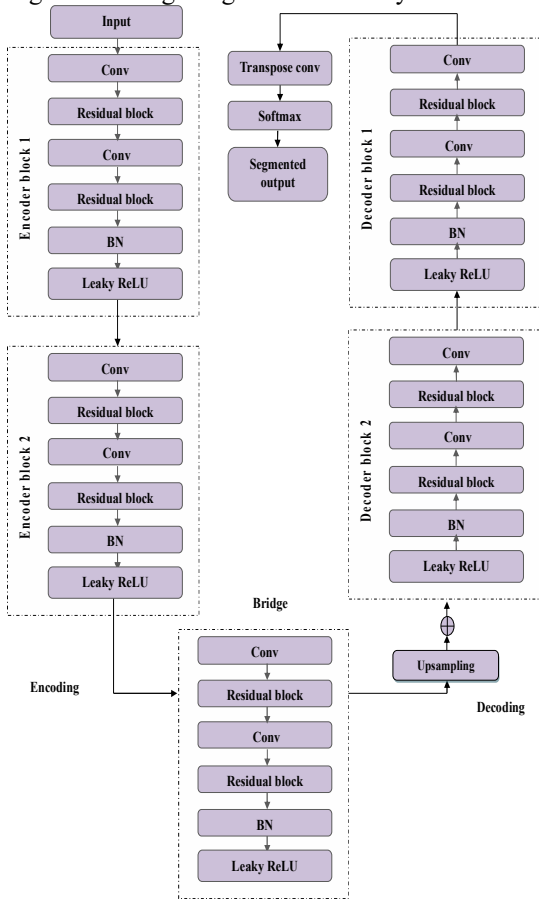 Input
Conv
Residual block
Conv
Residual block
BN
Leaky ReLU
Encoder block 1
Conv
Residual block
Conv
Residual block
BN
Leaky ReLU
Encoder block 2
Encoding
Bridge
Conv
Residual block
Conv
Residual block
BN
Leaky ReLU
Upsampling
Decoding
Conv
Residual block
Conv
Residual block
BN
Leaky ReLU
Decoder block 2
Conv
Residual block
Conv
Residual block
BN
Leaky ReLU
Decoder block 1
Transpose conv
Softmax
Segmented
output